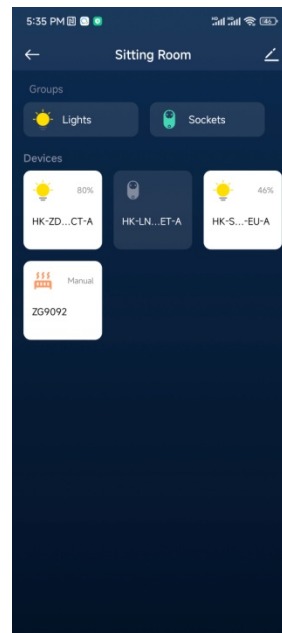 5:35 PM
Sitting Room
Groups
Lights
Sockets
Devices
80%
46%
HK-ZD...CT-A
HK-LN...ET-A
HK-S...-EU-A
Manual
ZG9092